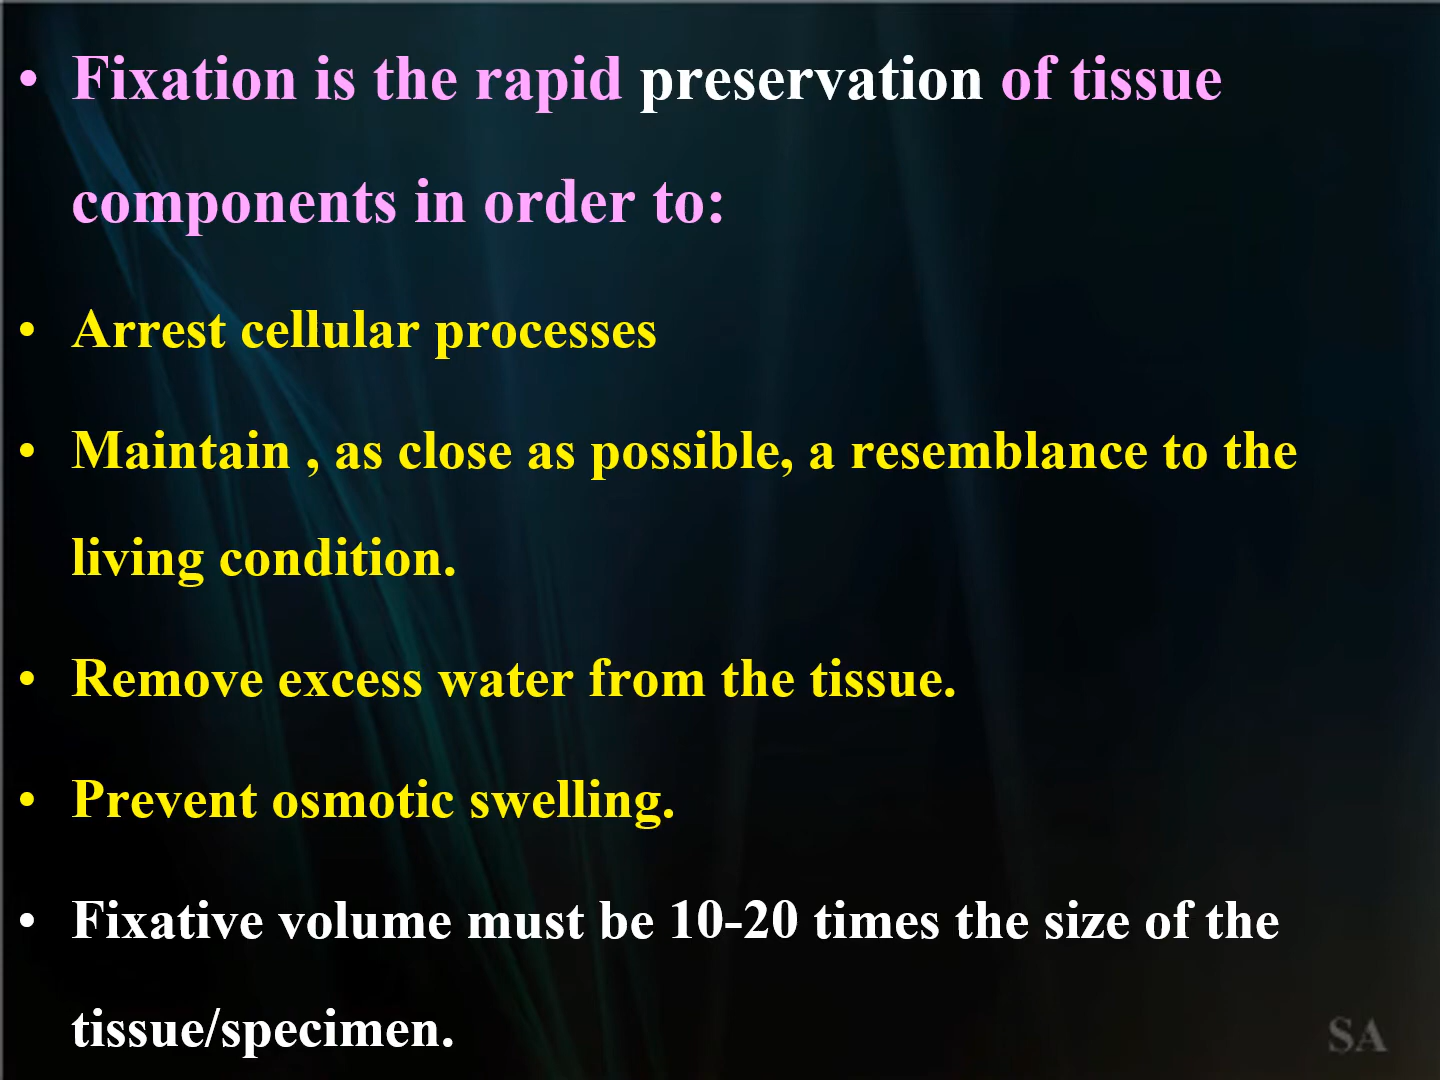 • Fixation is the rapid preservation of tissue
components in order to:
• Arrest cellular processes
• Maintain , as close as possible, a resemblance to the
living condition.
• Remove excess water from the tissue.
• Prevent osmotic swelling.
• Fixative volume must be 10-20 times the size of the
tissue/specimen.
SA